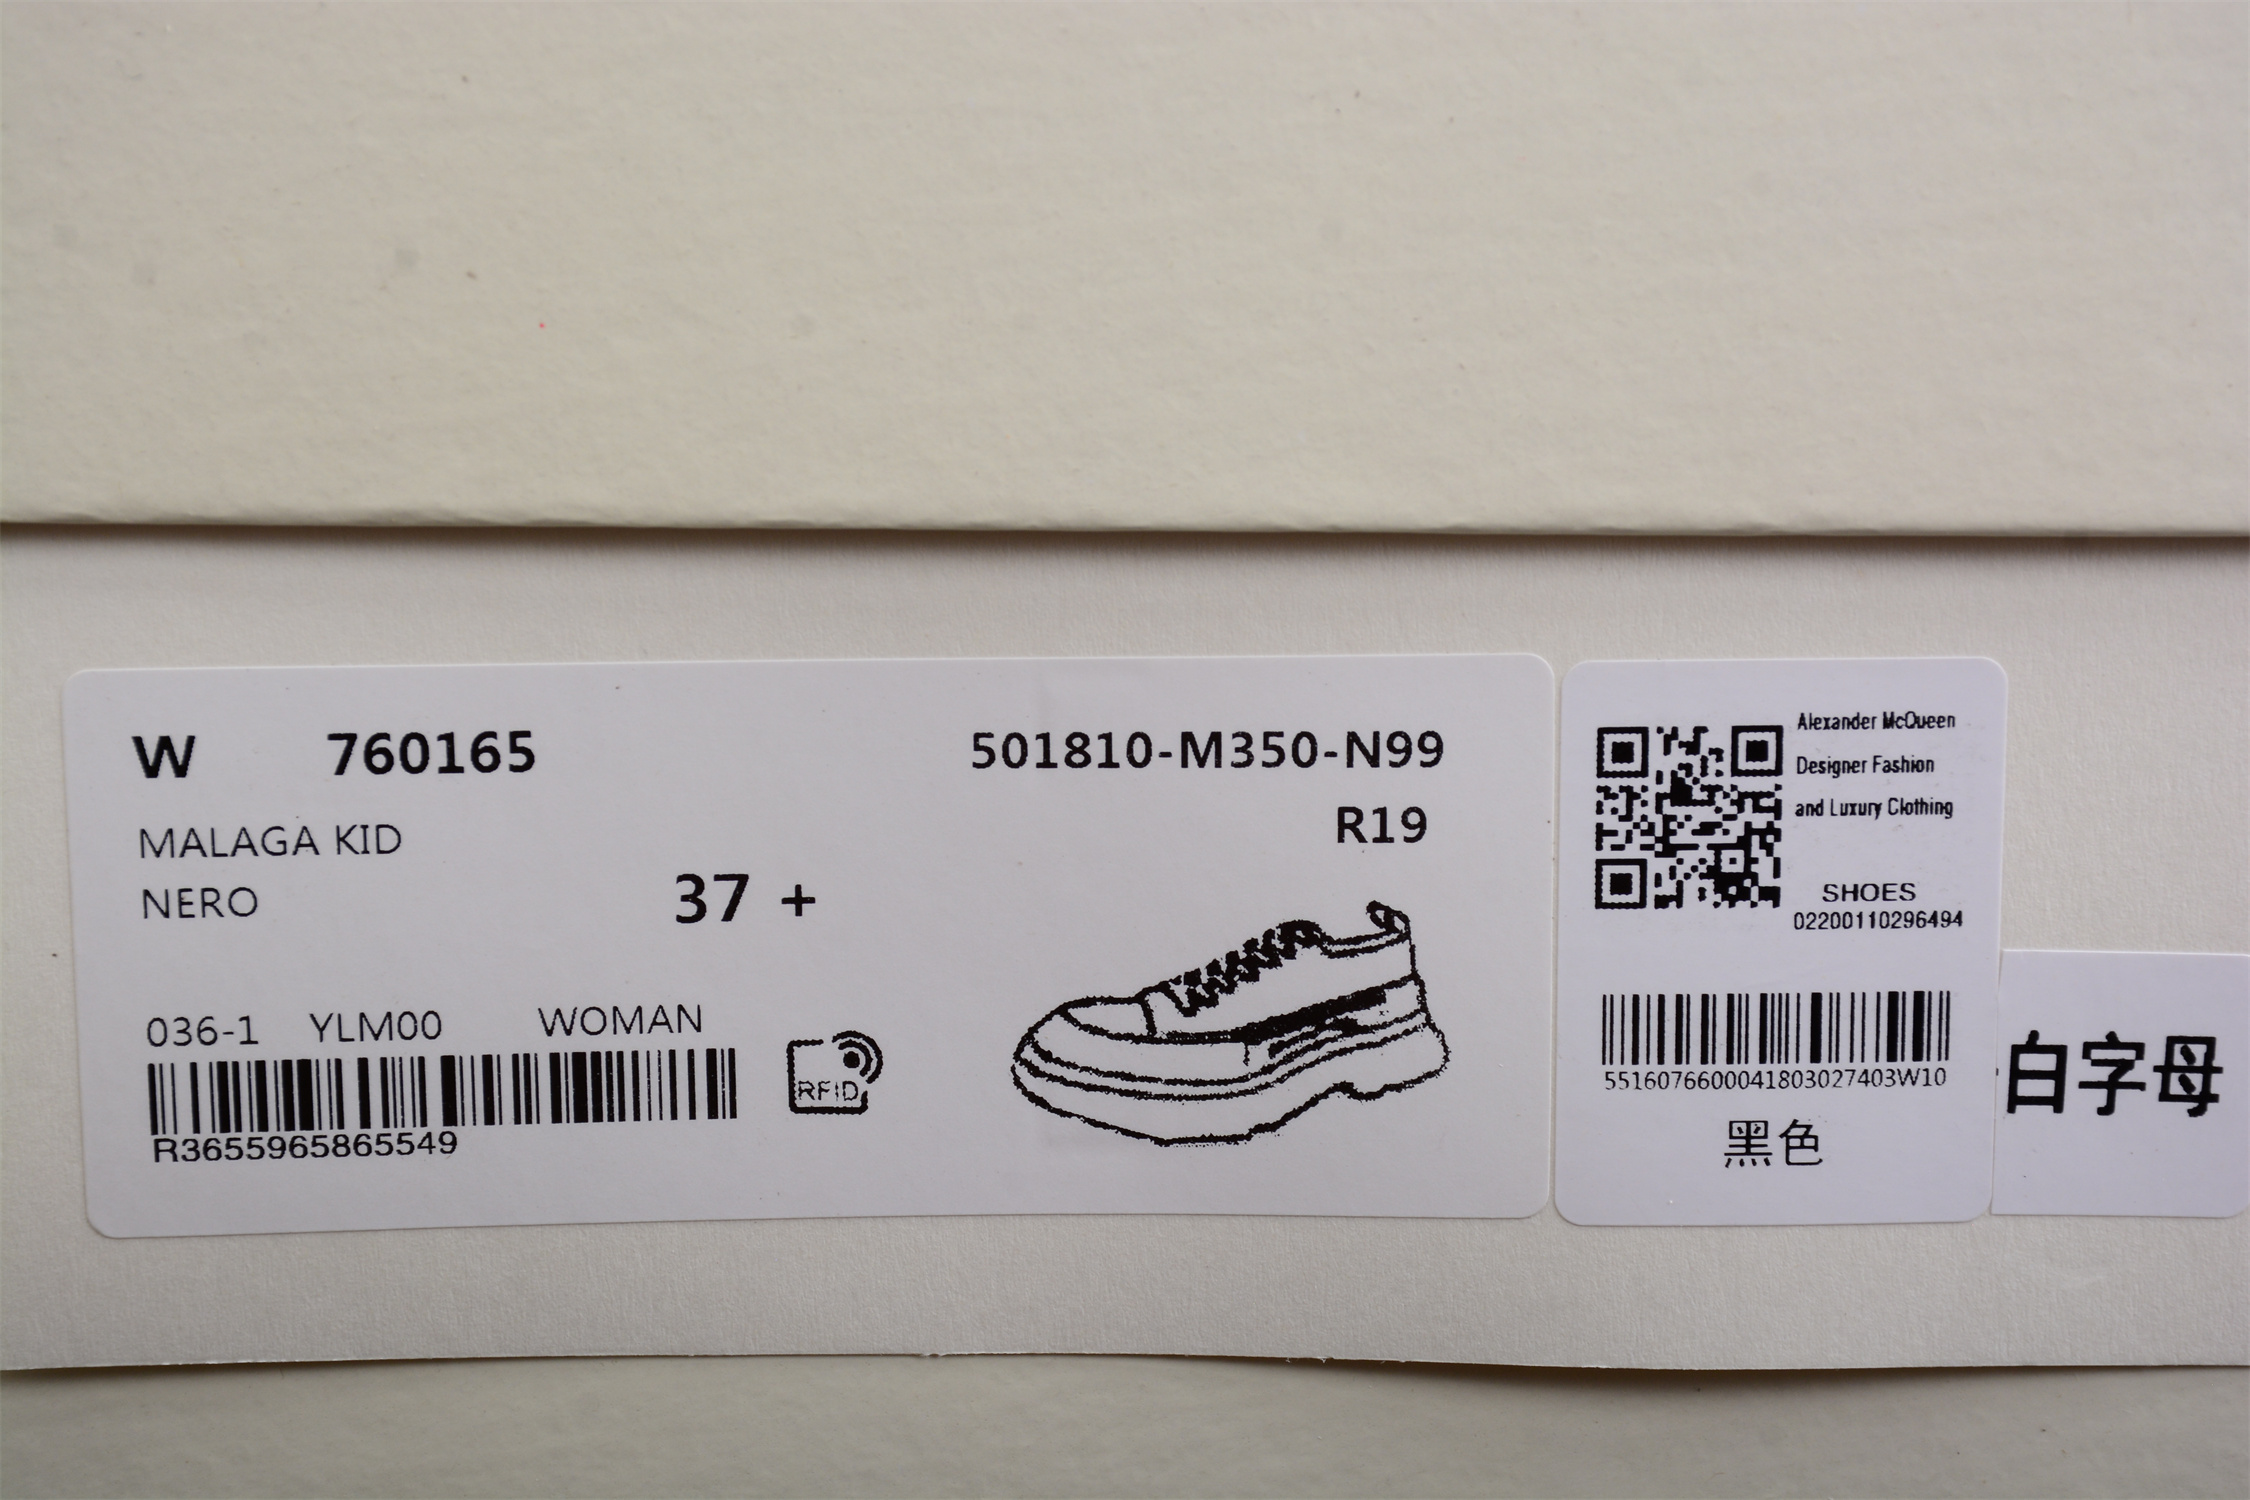 W 760165 501810-M350-N99
MALAGA KID R19
NERO 37 +
036-1 YLM00 WOMAN
RFID
R3655965865549
Alexander McQueen
Designer Fashion
and Luxury Clothing
SHOES
02200110296494
5516076600041803027403W10
黑色
白字母